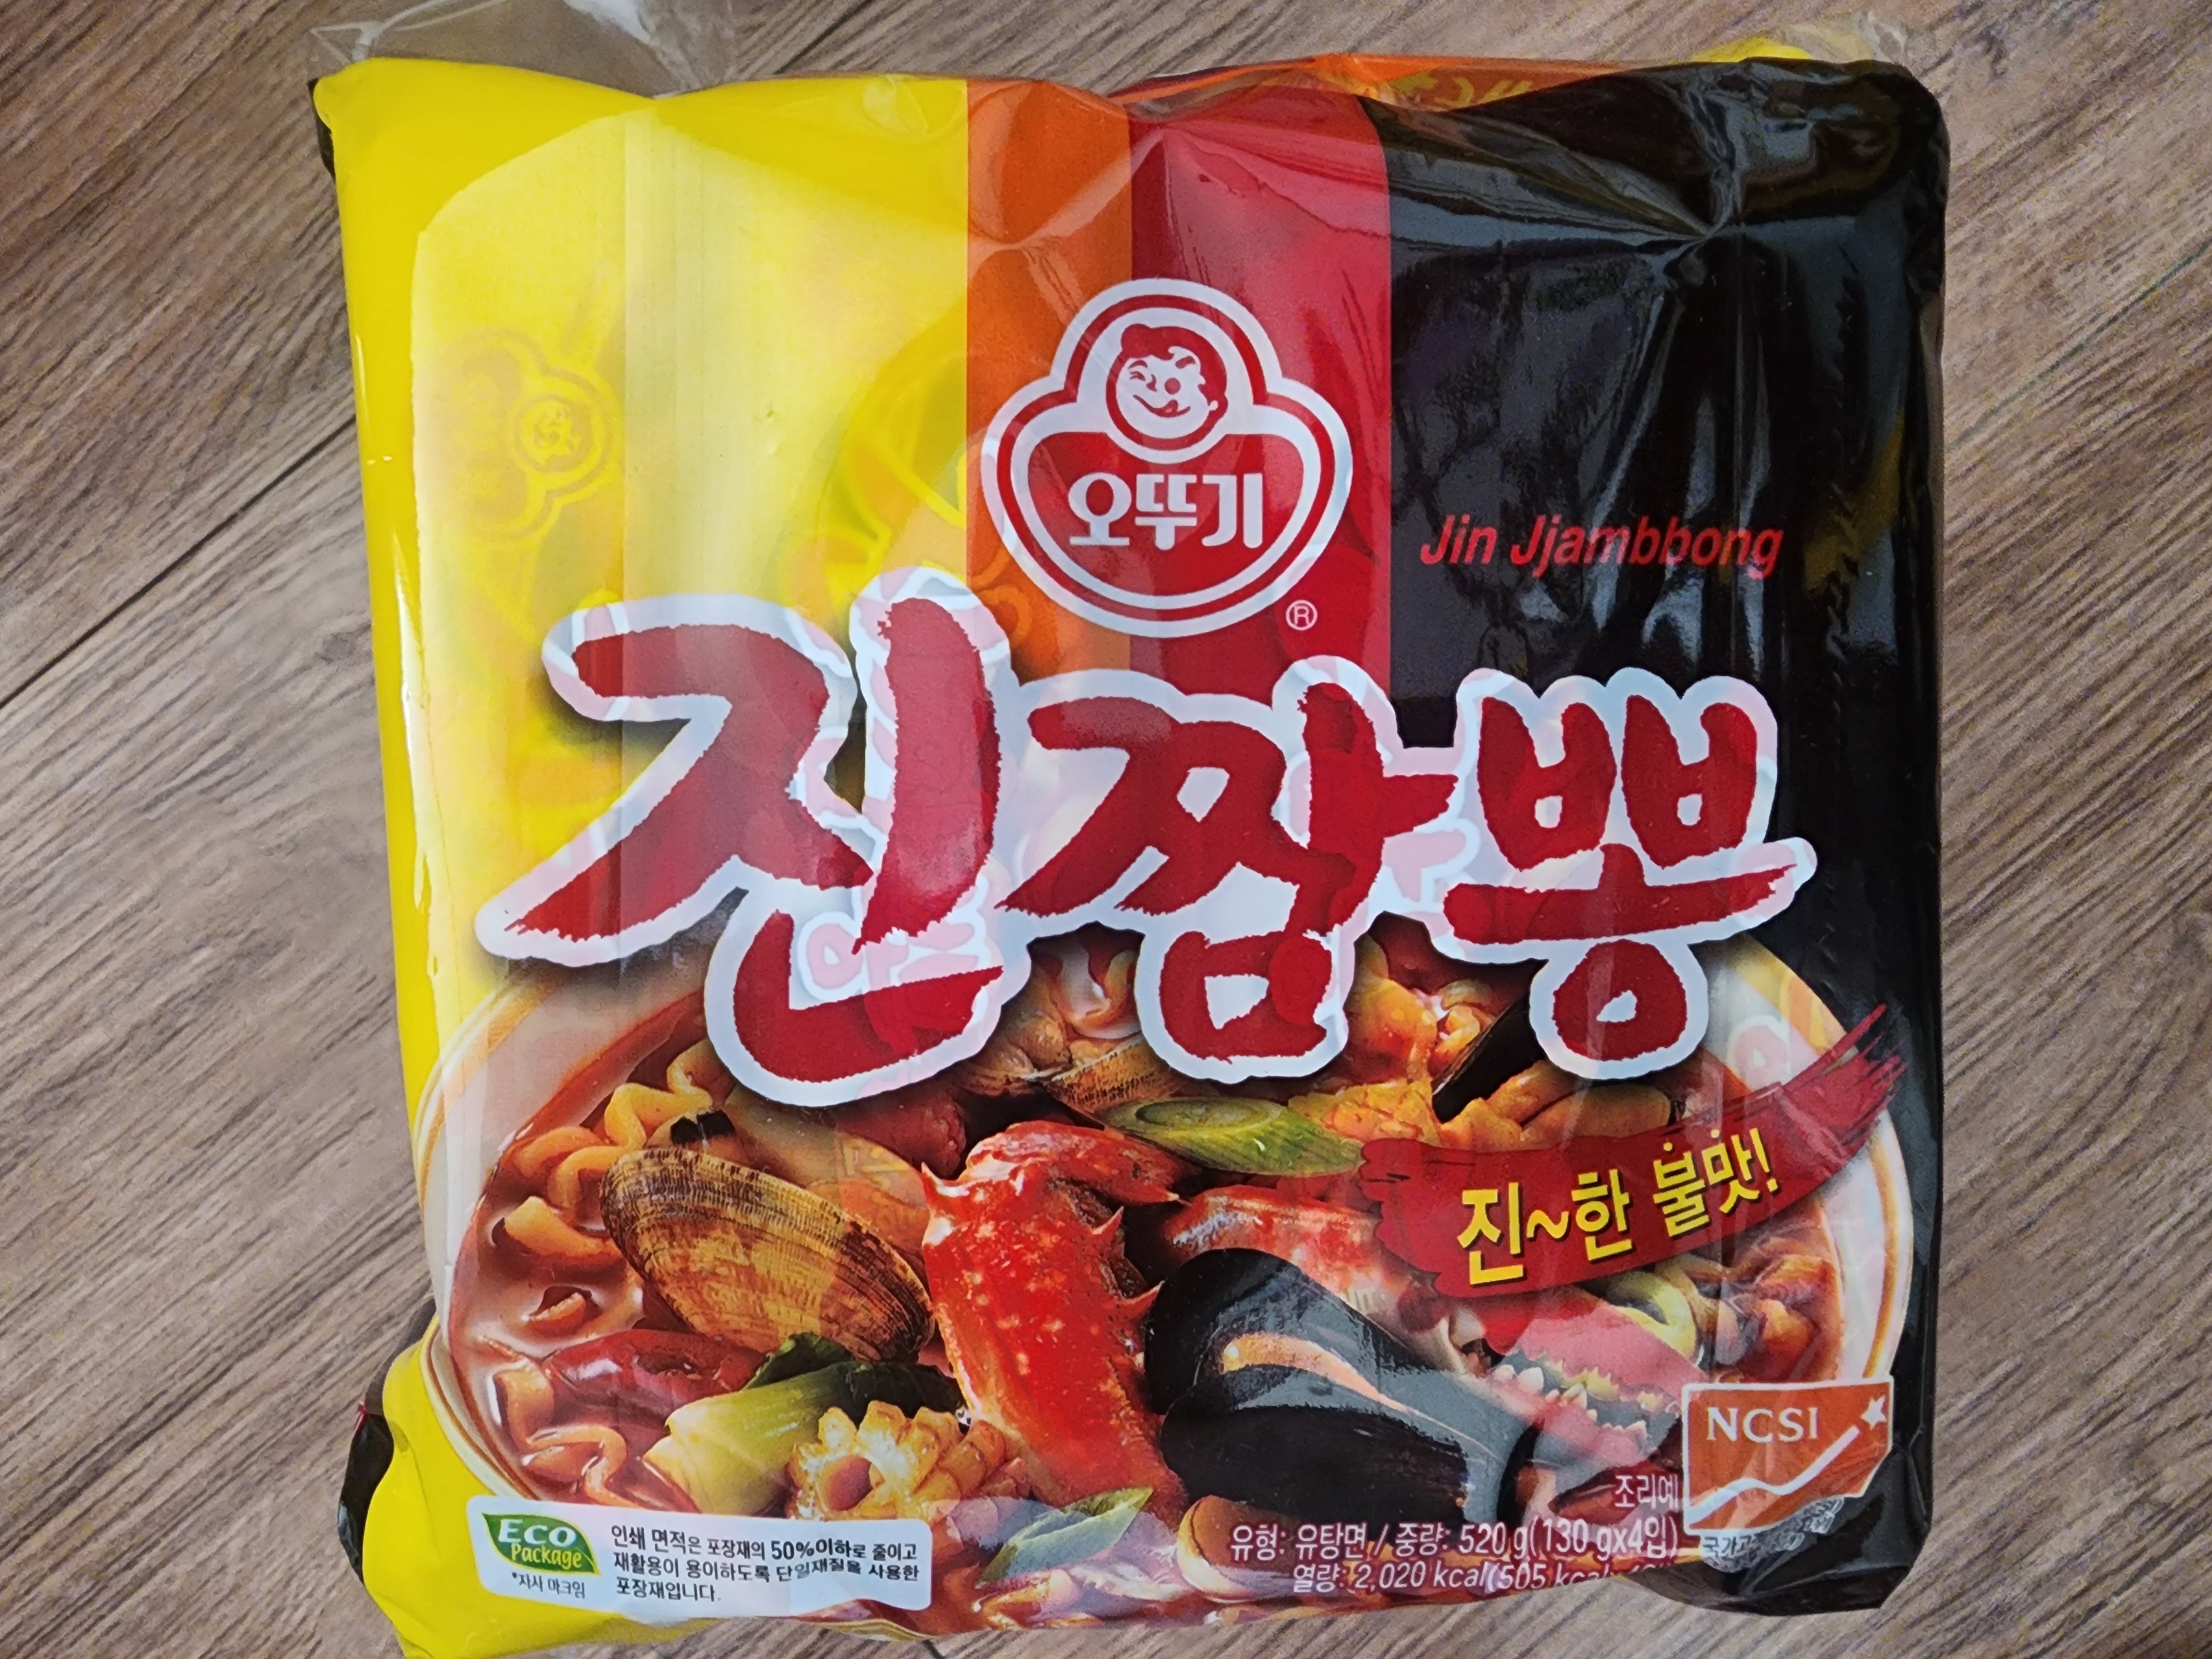 오뚜기
®
Jin Jjambbong
진짬뽕
진~한 불맛!
NCSI
조리예
ECO
Package
*자사 마크임
인쇄 면적은 포장재의 50%이하로 줄이고
재활용이 용이하도록 단일재질을 사용한
포장재입니다.
유형: 유탕면 / 중량: 520 g(130 gx4입)
열량: 2,020 kcal(505 kcal